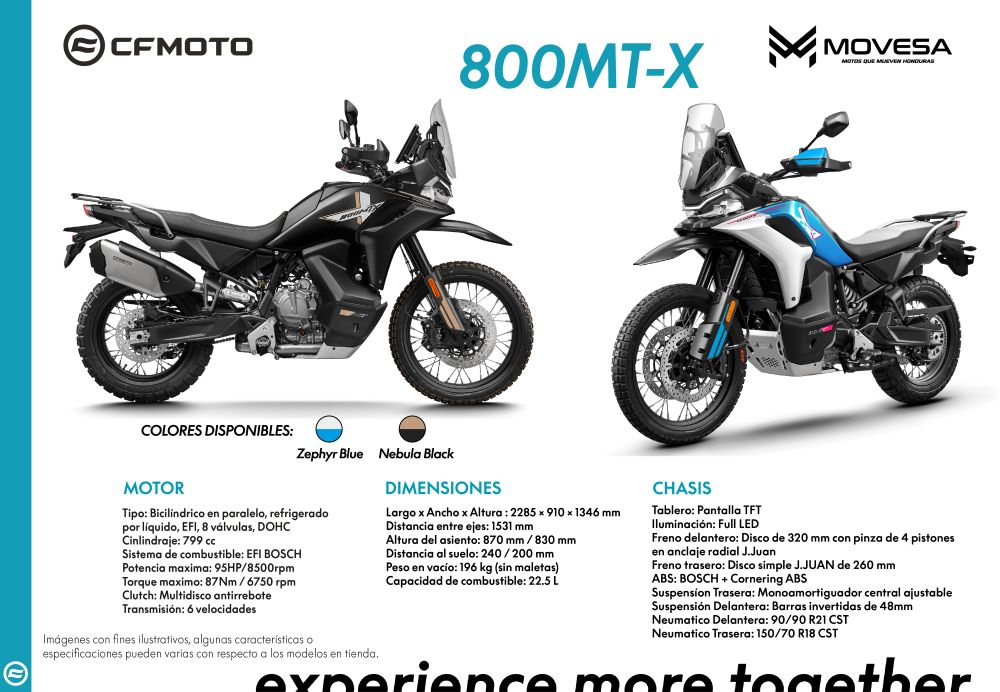 CFMOTO
800MT-X
MOVESA
MOTOS QUE MUEVEN HONDURAS
CFMOTO
COLORES DISPONIBLES:
Zephyr Blue
Nebula Black
MOTOR
Tipo: Bicilíndrico en paralelo, refrigerado
por líquido, EFI, 8 válvulas, DOHC
Cinlindraje: 799 cc
Sistema de combustible: EFI BOSCH
Potencia maxima: 95HP/8500rpm
Torque maximo: 87Nm / 6750 rpm
Clutch: Multidisco antirrebote
Transmisión: 6 velocidades
DIMENSIONES
Largo x Ancho x Altura : 2285 × 910 × 1346 mm
Distancia entre ejes: 1531 mm
Altura del asiento: 870 mm / 830 mm
Distancia al suelo: 240 / 200 mm
Peso en vacío: 196 kg (sin maletas)
Capacidad de combustible: 22.5 L
CHASIS
Tablero: Pantalla TFT
Iluminación: Full LED
Freno delantero: Disco de 320 mm con pinza de 4 pistones
en anclaje radial J.Juan
Freno trasero: Disco simple J.JUAN de 260 mm
ABS: BOSCH + Cornering ABS
Suspensíon Trasera: Monoamortiguador central ajustable
Suspensión Delantera: Barras invertidas de 48mm
Neumatico Delantera: 90/90 R21 CST
Neumatico Trasera: 150/70 R18 CST
Imágenes con fines ilustrativos, algunas características o
especificaciones pueden varias con respecto a los modelos en tienda.
experience more together